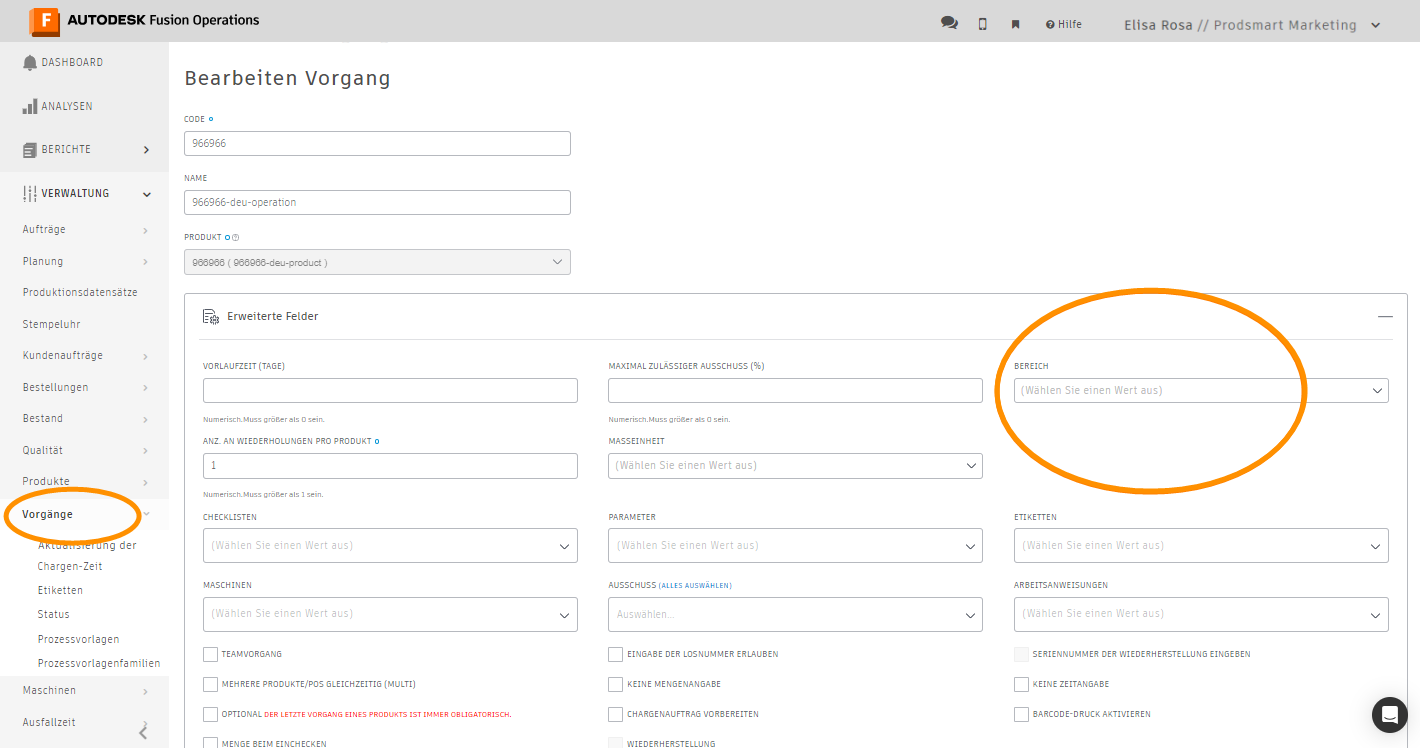 F AUTODESK Fusion Operations
Hilfe
Elisa Rosa // Prodsmart Marketing
DASHBOARD
ANALYSEN
BERICHTE
VERWALTUNG
Aufträge
Planung
Produktionsdatensätze
Stempeluhr
Kundenaufträge
Bestellungen
Bestand
Qualität
Produkte
Vorgänge
Aktualisierung der
Chargen-Zeit
Etiketten
Status
Prozessvorlagen
Prozessvorlagenfamilien
Maschinen
Ausfallzeit
Bearbeiten Vorgang
CODE
966966
NAME
966966-deu-operation
PRODUKT
966966 ( 966966-deu-product )
Erweiterte Felder
VORLAUFZEIT (TAGE)
MAXIMAL ZULÄSSIGER AUSSCHUSS (%)
BEREICH
(Wählen Sie einen Wert aus)
Numerisch.Muss größer als 0 sein.
Numerisch.Muss größer als 0 sein.
ANZ. AN WIEDERHOLUNGEN PRO PRODUKT
MASSEINHEIT
1
(Wählen Sie einen Wert aus)
Numerisch.Muss größer als 1 sein.
CHECKLISTEN
PARAMETER
ETIKETTEN
(Wählen Sie einen Wert aus)
(Wählen Sie einen Wert aus)
(Wählen Sie einen Wert aus)
MASCHINEN
AUSSCHUSS (ALLES AUSWÄHLEN)
ARBEITSANWEISUNGEN
(Wählen Sie einen Wert aus)
Auswählen...
(Wählen Sie einen Wert aus)
TEAMVORGANG
EINGABE DER LOSNUMMER ERLAUBEN
SERIENNUMMER DER WIEDERHERSTELLUNG EINGEBEN
MEHRERE PRODUKTE/POS GLEICHZEITIG (MULTI)
KEINE MENGENANGABE
KEINE ZEITANGABE
OPTIONAL DER LETZTE VORGANG EINES PRODUKTS IST IMMER OBLIGATORISCH.
CHARGENAUFTRAG VORBEREITEN
BARCODE-DRUCK AKTIVIEREN
MENGE BEIM EINCHECKEN
WIEDERHERSTELLUNG